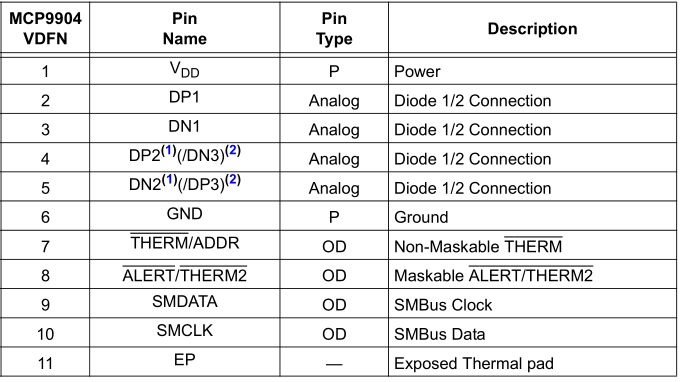 MCP9904 VDFN Pin Name Pin Type Description
1 VDD P Power
2 DP1 Analog Diode 1/2 Connection
3 DN1 Analog Diode 1/2 Connection
4 DP2(1)(/DN3)(2) Analog Diode 1/2 Connection
5 DN2(1)(/DP3)(2) Analog Diode 1/2 Connection
6 GND P Ground
7 THERM/ADDR OD Non-Maskable THERM
8 ALERT/THERM2 OD Maskable ALERT/THERM2
9 SMDATA OD SMBus Clock
10 SMCLK OD SMBus Data
11 EP — Exposed Thermal pad